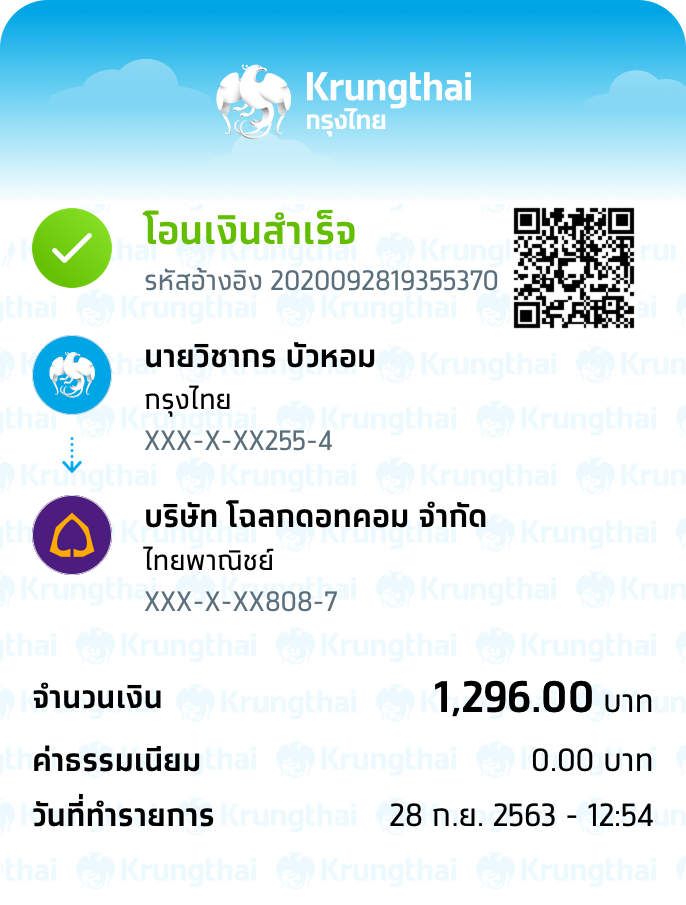 Krungthai
กรุงไทย
โอนเงินสำเร็จ
รหัสอ้างอิง 2020092819355370
นายวิชากร บัวหอม
กรุงไทย
XXX-X-XX255-4
บริษัท โฉลกดอทคอม จำกัด
ไทยพาณิชย์
XXX-X-XX808-7
จำนวนเงิน 1,296.00 บาท
ค่าธรรมเนียม 0.00 บาท
วันที่ทำรายการ 28 ก.ย. 2563 - 12:54